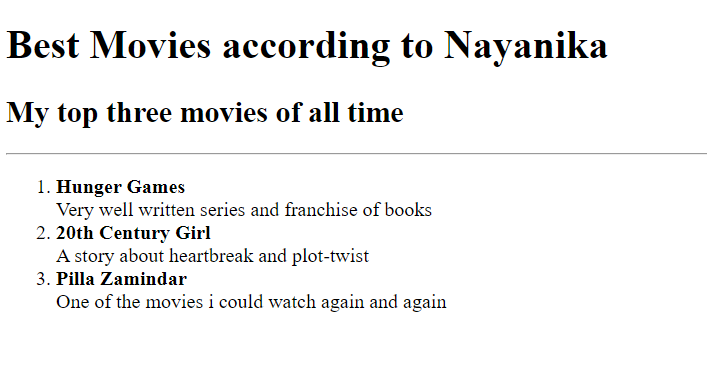 Best Movies according to Nayanika
My top three movies of all time
1. Hunger Games
Very well written series and franchise of books
2. 20th Century Girl
A story about heartbreak and plot-twist
3. Pilla Zamindar
One of the movies i could watch again and again